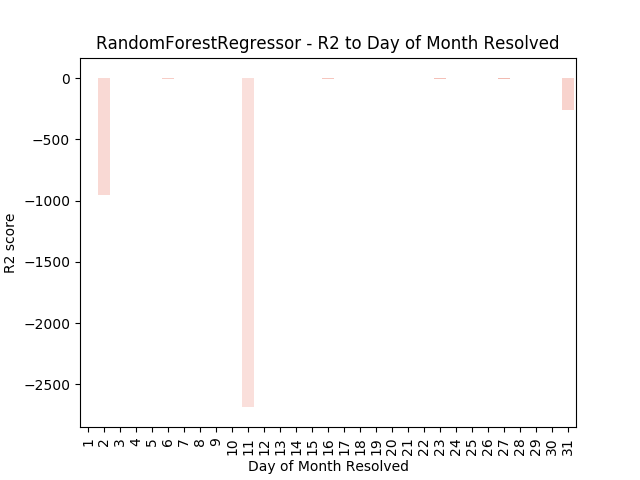 RandomForestRegressor - R2 to Day of Month Resolved
0
−500
−1000
−1500
−2000
−2500
R2 score
1 2 3 4 5 6 7 8 9 10 11 12 13 14 15 16 17 18 19 20 21 22 23 24 25 26 27 28 29 30 31
Day of Month Resolved